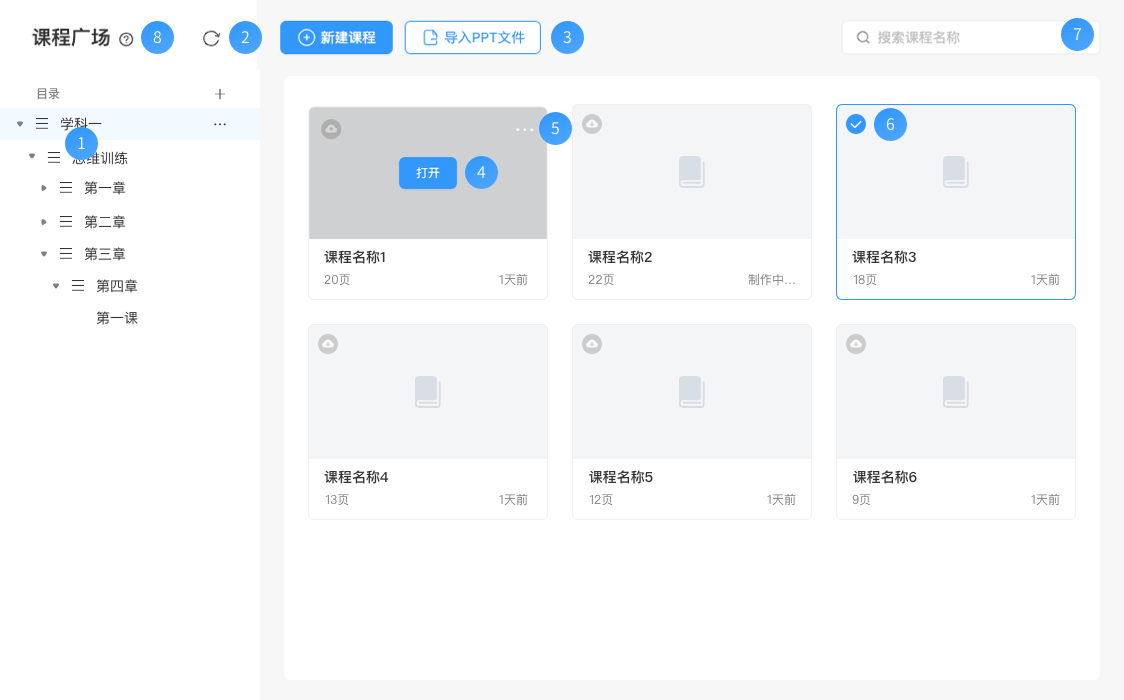 课程广场 8 2
新建课程 导入PPT文件 3
搜索课程名称 7
目录
学科一
1
思维训练
第一章
第二章
第三章
第四章
第一课
5
打开 4
课程名称1
20页 1天前
课程名称2
22页 制作中...
6
课程名称3
18页 1天前
课程名称4
13页 1天前
课程名称5
12页 1天前
课程名称6
9页 1天前